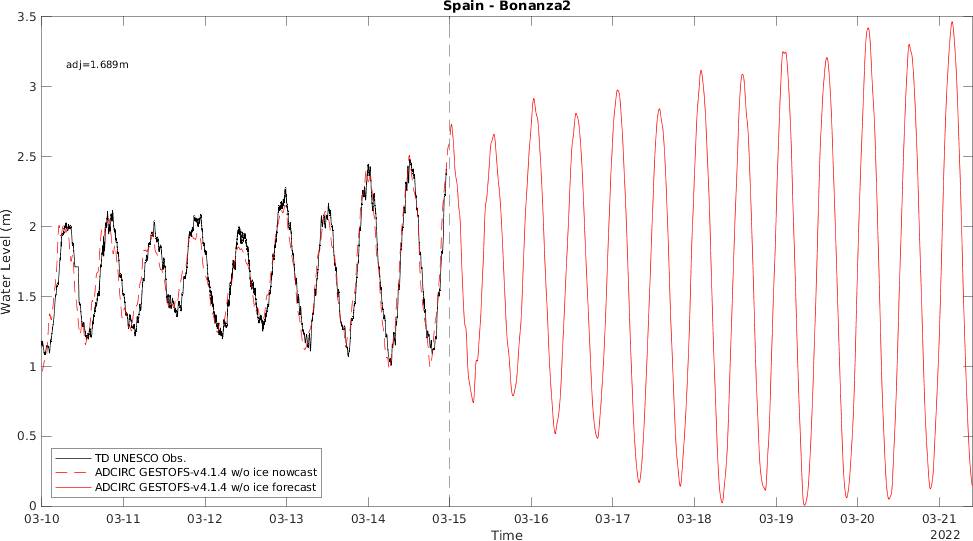 Spain - Bonanza2
adj=1.689m
Water Level (m)
3.5
3
2.5
2
1.5
1
0.5
0
TD UNESCO Obs.
ADCIRC GESTOFS-v4.1.4 w/o ice nowcast
ADCIRC GESTOFS-v4.1.4 w/o ice forecast
03-10 03-11 03-12 03-13 03-14 03-15 03-16 03-17 03-18 03-19 03-20 03-21
Time
2022